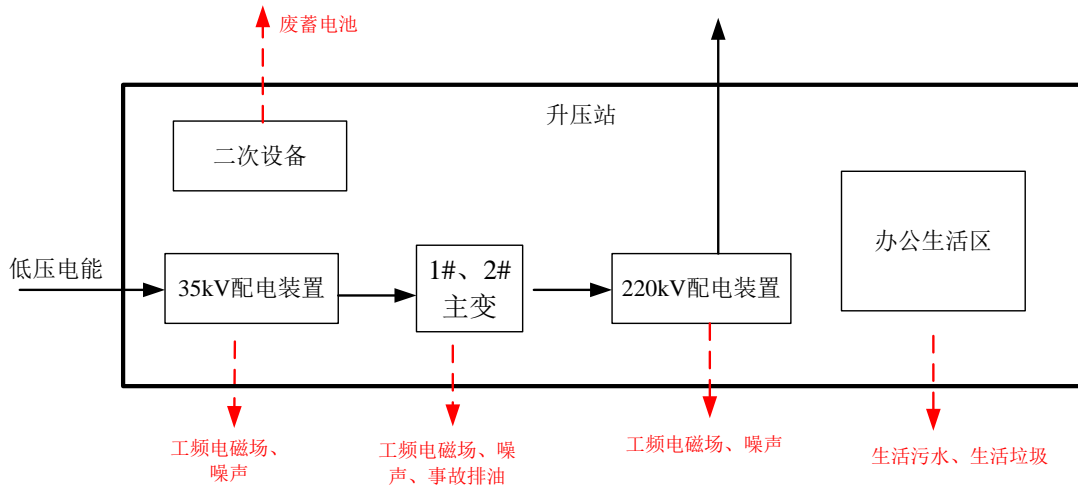 废蓄电池
升压站
二次设备
办公生活区
低压电能
35kV配电装置
1#、2#
主变
220kV配电装置
工频电磁场、
噪声
工频电磁场、噪
声、事故排油
工频电磁场、噪声
生活污水、生活垃圾